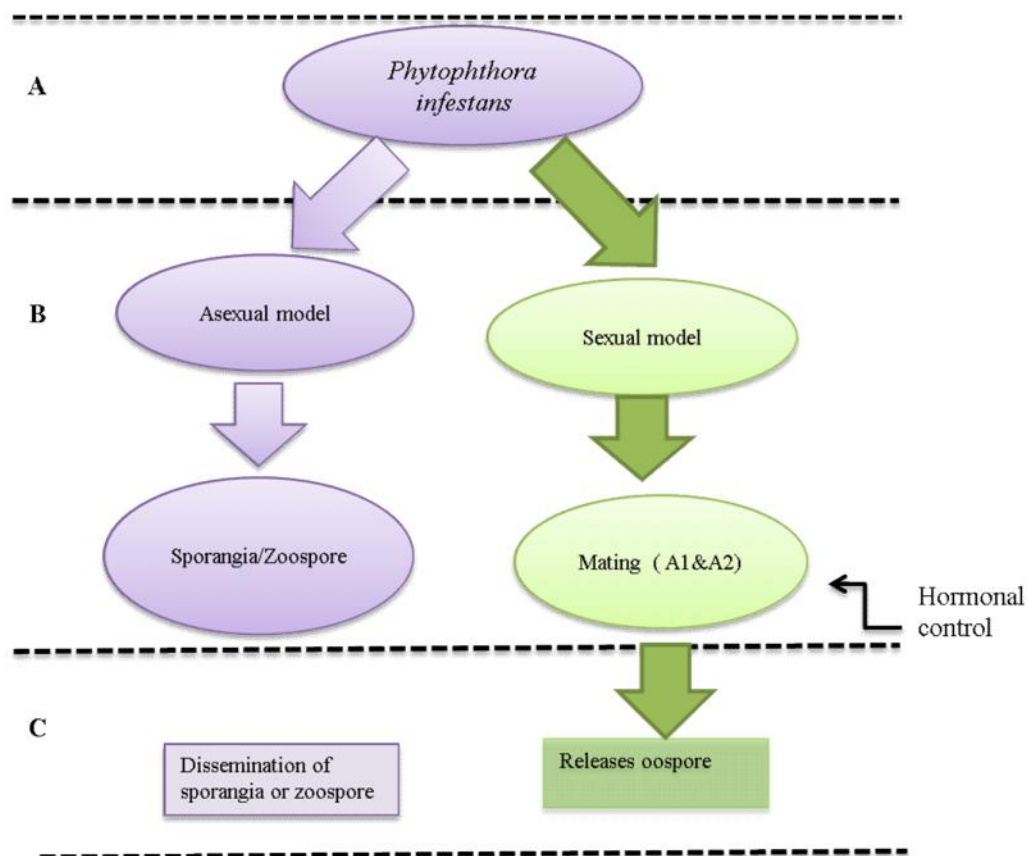 A
Phytophthora
infestans
B
Asexual model
Sexual model
Sporangia/Zoospore
Mating ( A1&A2)
Hormonal
control
C
Dissemination of
sporangia or zoospore
Releases oospore